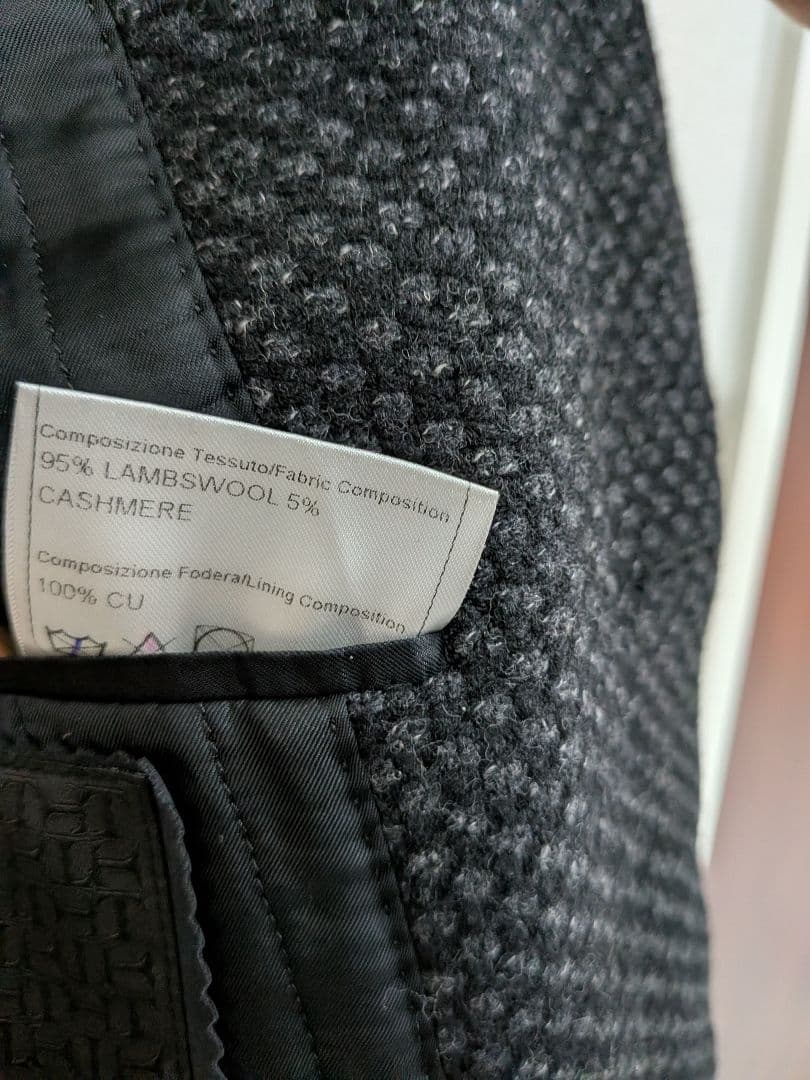 Composizione Tessuto/Fabric Composition
95% LAMBSWOOL 5%
CASHMERE
Composizione Fodera/Lining Composition
100% CU